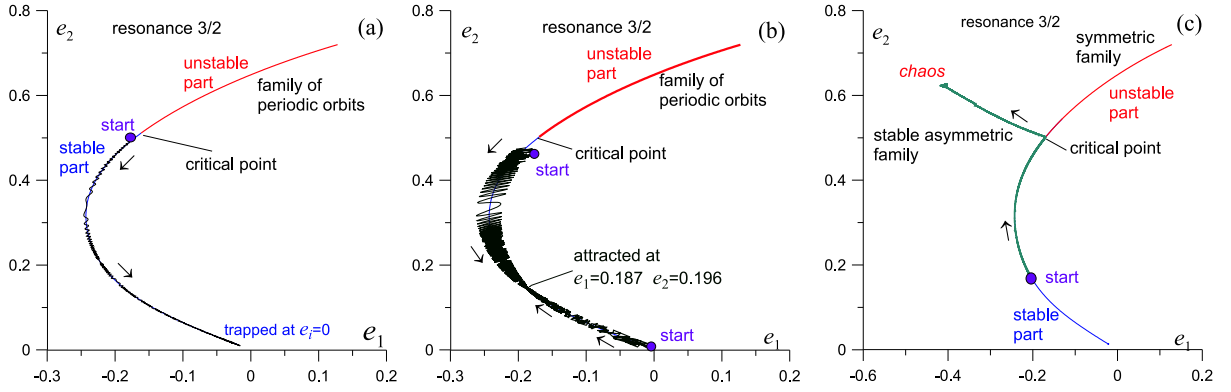 resonance 3/2
(a)
e2
0.8
0.6
0.4
0.2
0
unstable
part
family of
periodic orbits
start
critical point
stable
part
trapped at ei=0
e1
-0.4 -0.3 -0.2 -0.1 0 0.1 0.2
resonance 3/2
(b)
e2
0.8
0.6
0.4
0.2
0
unstable
part
family of
periodic orbits
critical point
start
attracted at
e1=0.187 e2=0.196
start
e1
-0.4 -0.3 -0.2 -0.1 0 0.1 0.2
resonance 3/2
(c)
e2
0.8
0.6
0.4
0.2
0
symmetric
family
chaos
unstable
part
stable asymmetric
family
critical point
start
stable
part
e1
-0.6 -0.4 -0.2 0 0.2